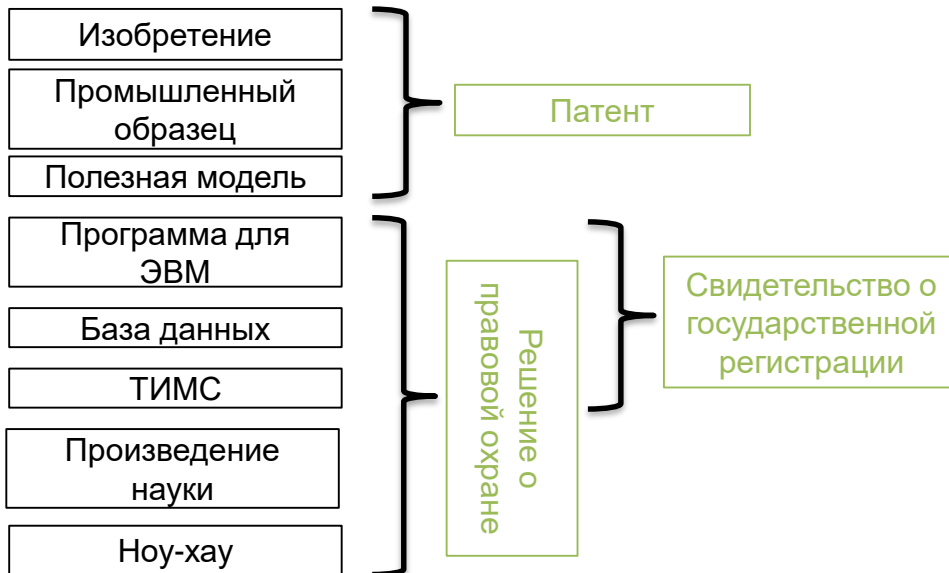 Изобретение
Промышленный
образец
Полезная модель
Патент
Программа для
ЭВМ
База данных
ТИМС
Произведение
науки
Ноу-хау
Решение о
правовой охране
Свидетельство о
государственной
регистрации